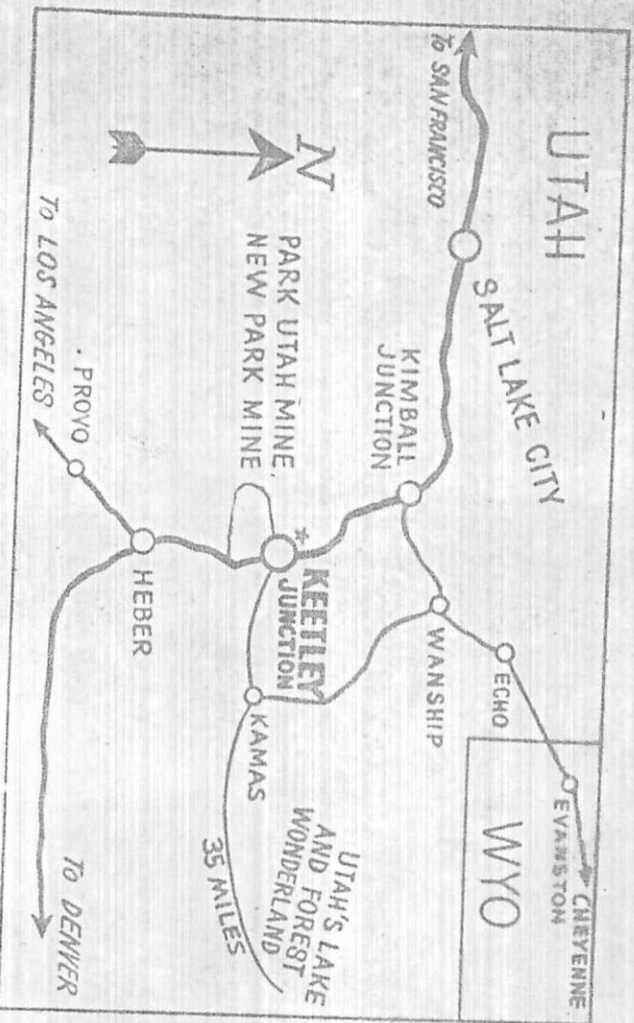 UTAH
WYO
CHEYENNE
EVANSTON
ECHO
To SAN FRANCISCO
SALT LAKE CITY
KIMBALL
JUNCTION
WANSHIP
N
PARK UTAH MINE,
NEW PARK MINE
* KEETLEY
JUNCTION
KAMAS
UTAH'S LAKE
AND FOREST
WONDERLAND
35 MILES
To LOS ANGELES
PROVO
HEBER
To DENVER